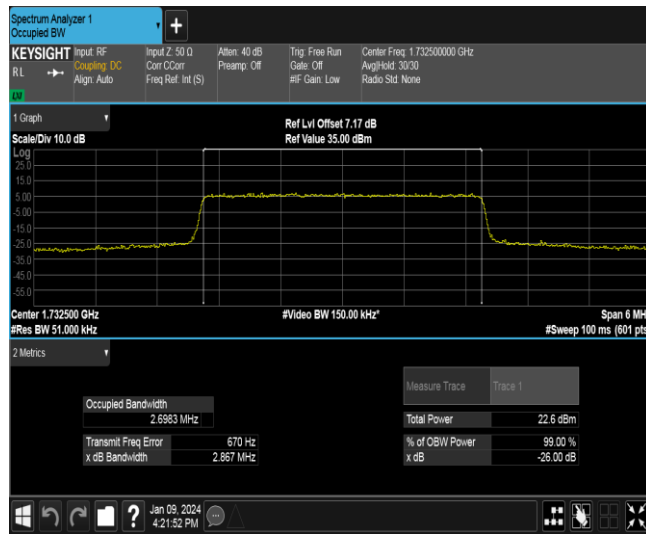 Spectrum Analyzer 1
Occupied BW
+
KEYSIGHT Input: RF Input Z: 50 Ω Atten: 40 dB Trig: Free Run Center Freq: 1.732500000 GHz
RL Coupling: DC Corr CCorr Preamp: Off Gate: Off Avg|Hold: 30/30
Align: Auto Freq Ref: Int (S) #IF Gain: Low Radio Std: None
1 Graph
Ref Lvl Offset 7.17 dB
Scale/Div 10.0 dB Ref Value 35.00 dBm
Log
25.0
15.0
5.00
-5.00
-15.0
-25.0
-35.0
-45.0
-55.0
Center 1.732500 GHz #Video BW 150.00 kHz* Span 6 MH
#Res BW 51.000 kHz #Sweep 100 ms (601 pts
2 Metrics
Measure Trace Trace 1
Occupied Bandwidth
2.6983 MHz Total Power 22.6 dBm
Transmit Freq Error 670 Hz % of OBW Power 99.00 %
x dB Bandwidth 2.867 MHz x dB -26.00 dB
? Jan 09, 2024
4:21:52 PM